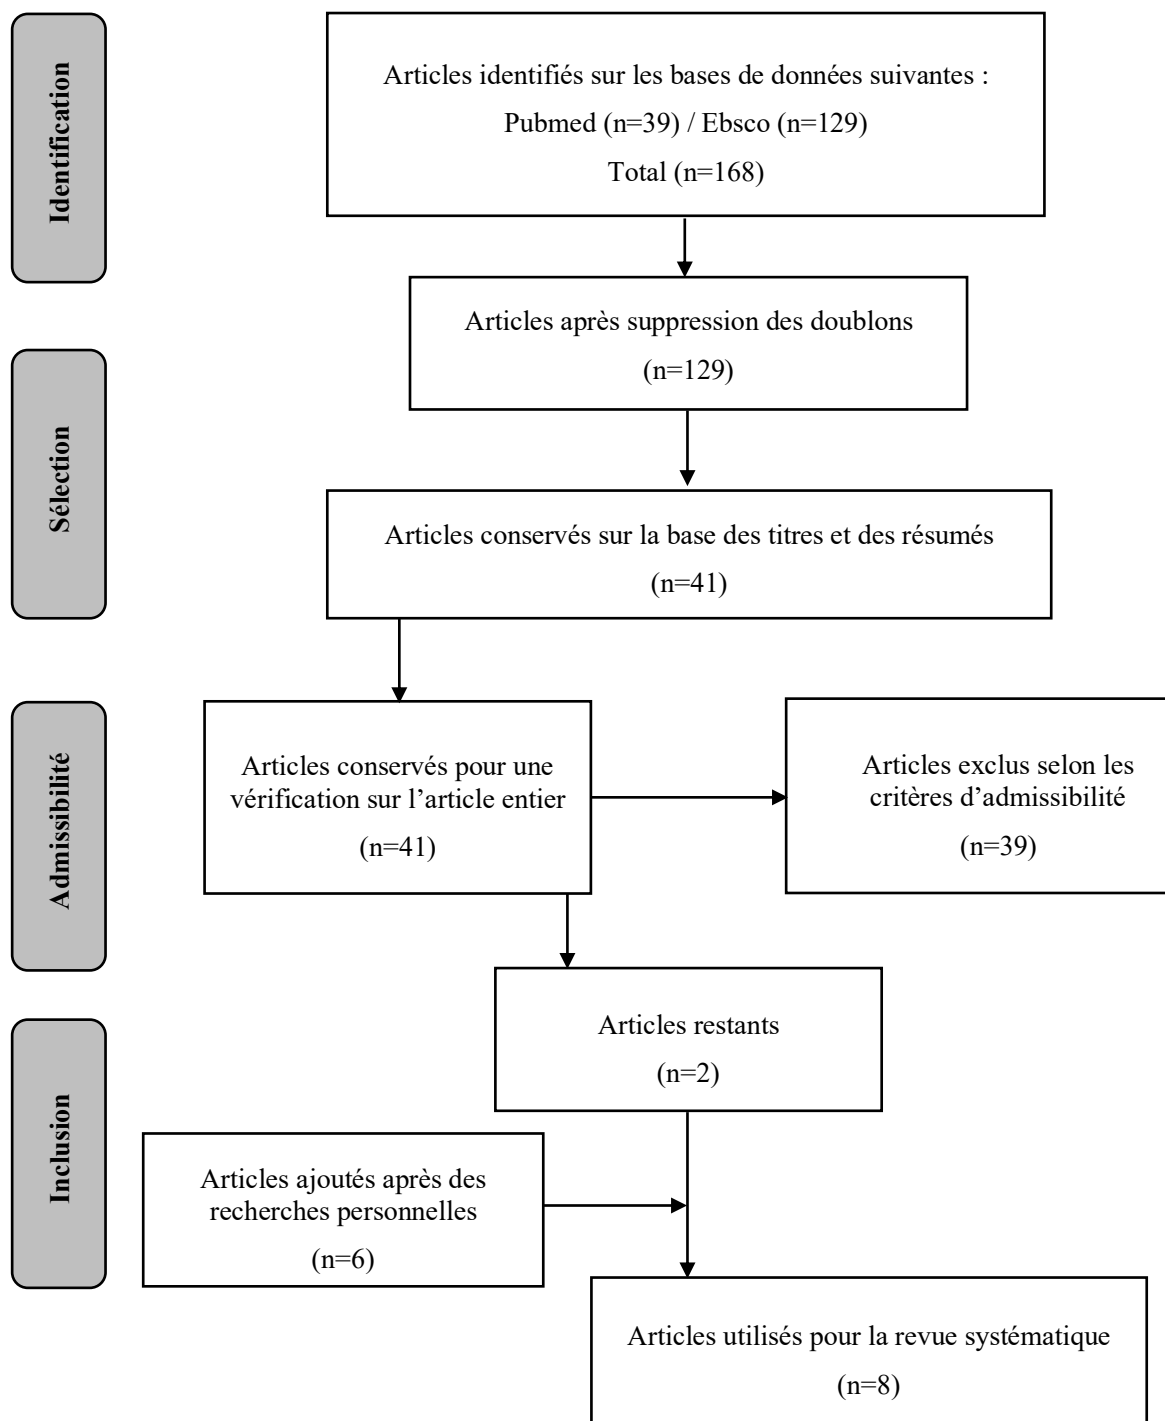 Identification
Articles identifiés sur les bases de données suivantes :
Pubmed (n=39) / Ebsco (n=129)
Total (n=168)
Articles après suppression des doublons
(n=129)
Sélection
Articles conservés sur la base des titres et des résumés
(n=41)
Admissibilité
Articles conservés pour une
vérification sur l’article entier
(n=41)
Articles exclus selon les
critères d’admissibilité
(n=39)
Articles restants
(n=2)
Inclusion
Articles ajoutés après des
recherches personnelles
(n=6)
Articles utilisés pour la revue systématique
(n=8)